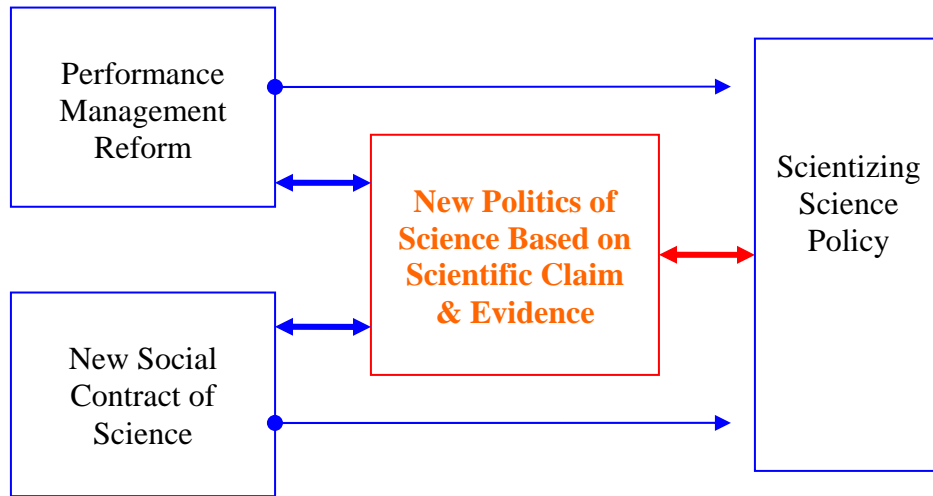 Performance
Management
Reform
New Politics of
Science Based on
Scientific Claim
& Evidence
Scientizing
Science
Policy
New Social
Contract of
Science